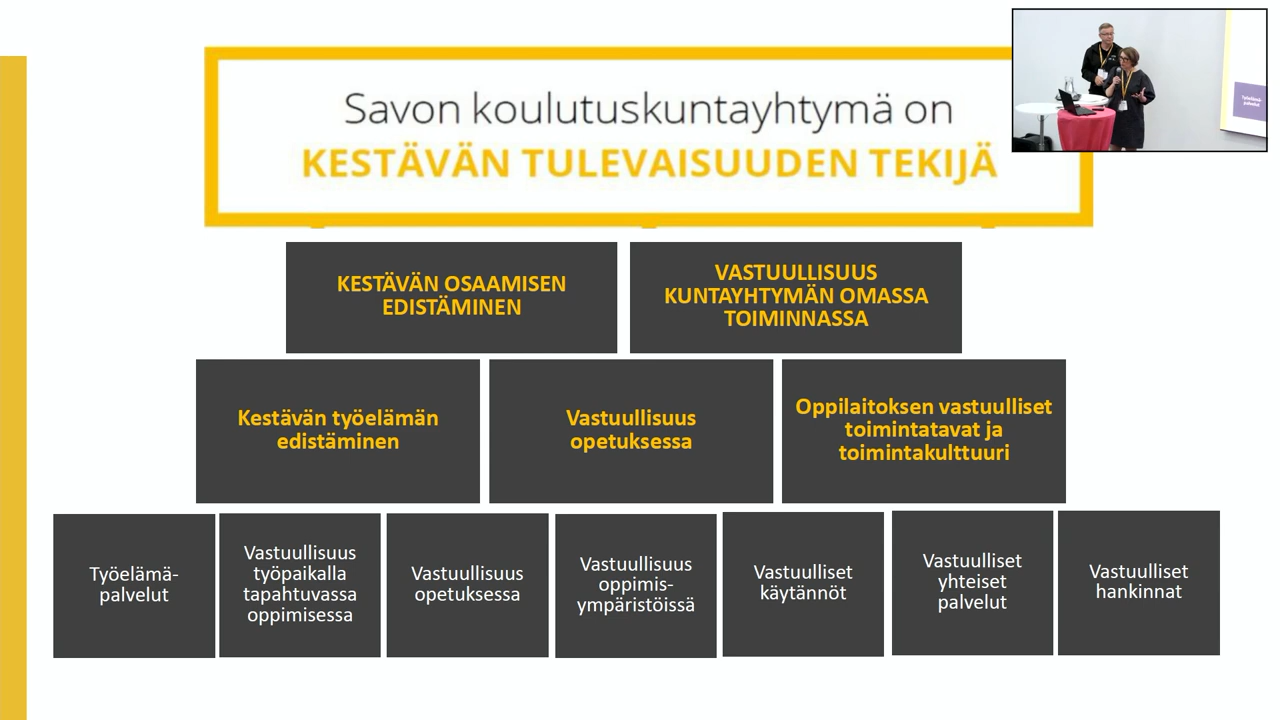 Savon koulutuskuntayhtymä on
KESTÄVÄN TULEVAISUUDEN TEKIJÄ
KESTÄVÄN OSAAMISEN
EDISTÄMINEN
VASTUULLISUUS
KUNTAYHTYMÄN OMASSA
TOIMINNASSA
Kestävän työelämän
edistäminen
Vastuullisuus
opetuksessa
Oppilaitoksen vastuulliset
toimintatavat ja
toimintakulttuuri
Työelämä-
palvelut
Vastuullisuus
työpaikalla
tapahtuvassa
oppimisessa
Vastuullisuus
opetuksessa
Vastuullisuus
oppimis-
ympäristöissä
Vastuulliset
käytännöt
Vastuulliset
yhteiset
palvelut
Vastuulliset
hankinnat
Työelämä-
palvelut